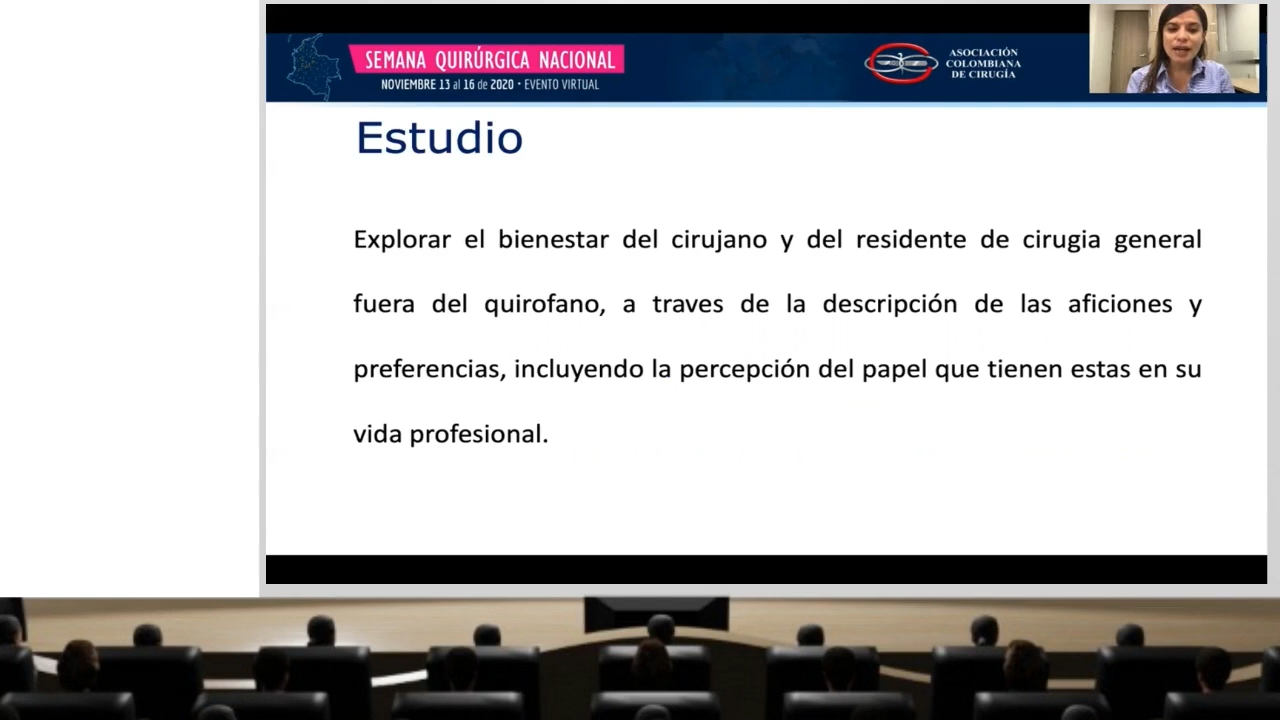 SEMANA QUIRÚRGICA NACIONAL
NOVIEMBRE 13 al 16 de 2020 • EVENTO VIRTUAL
ASOCIACIÓN
COLOMBIANA
DE CIRUGÍA
Estudio
Explorar el bienestar del cirujano y del residente de cirugia general
fuera del quirofano, a traves de la descripción de las aficiones y
preferencias, incluyendo la percepción del papel que tienen estas en su
vida profesional.